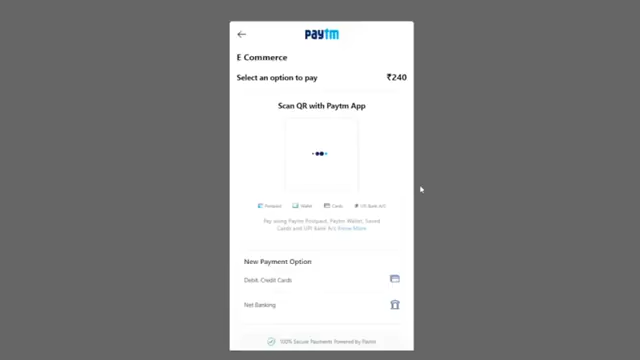 paytm
E Commerce
Select an option to pay ₹240
Scan QR with Paytm App
Postpaid Wallet Cards UPI Bank A/c
Pay using Paytm Postpaid, Paytm Wallet, Saved
Cards and UPI Bank A/c Know More
New Payment Option
Debit, Credit Cards
Net Banking
100% Secure Payments Powered by Paytm